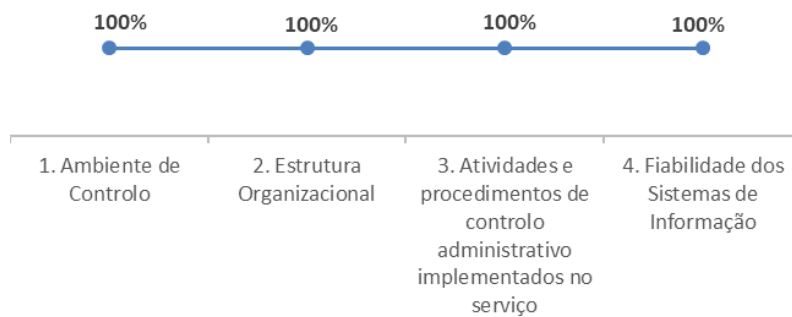 100%
100%
100%
100%
1. Ambiente de
Controlo
2. Estrutura
Organizacional
3. Atividades e
procedimentos de
controlo
administrativo
implementados no
serviço
4. Fiabilidade dos
Sistemas de
Informação